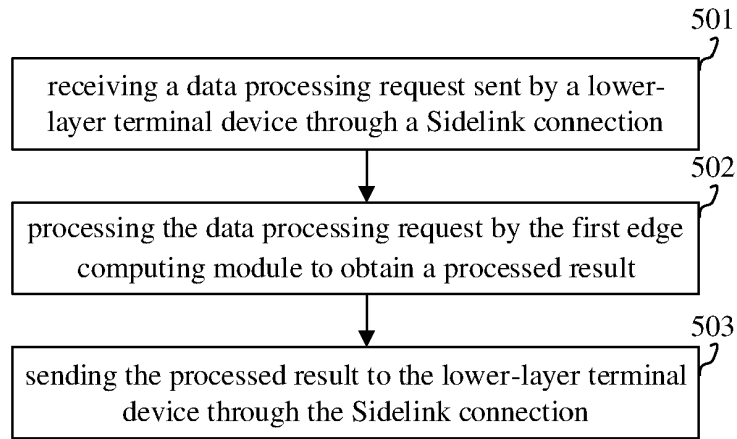 501
receiving a data processing request sent by a lower-
layer terminal device through a Sidelink connection
502
processing the data processing request by the first edge
computing module to obtain a processed result
503
sending the processed result to the lower-layer terminal
device through the Sidelink connection